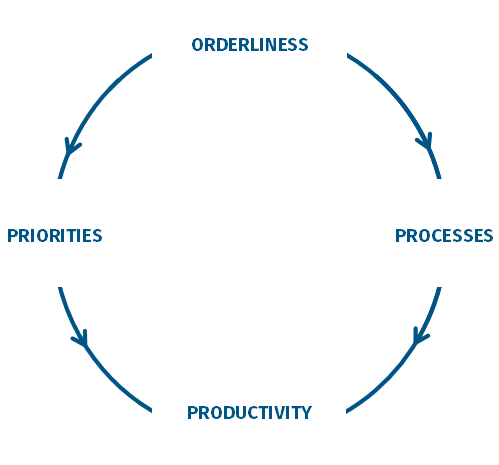 ORDERLINESS
PRIORITIES
PROCESSES
PRODUCTIVITY